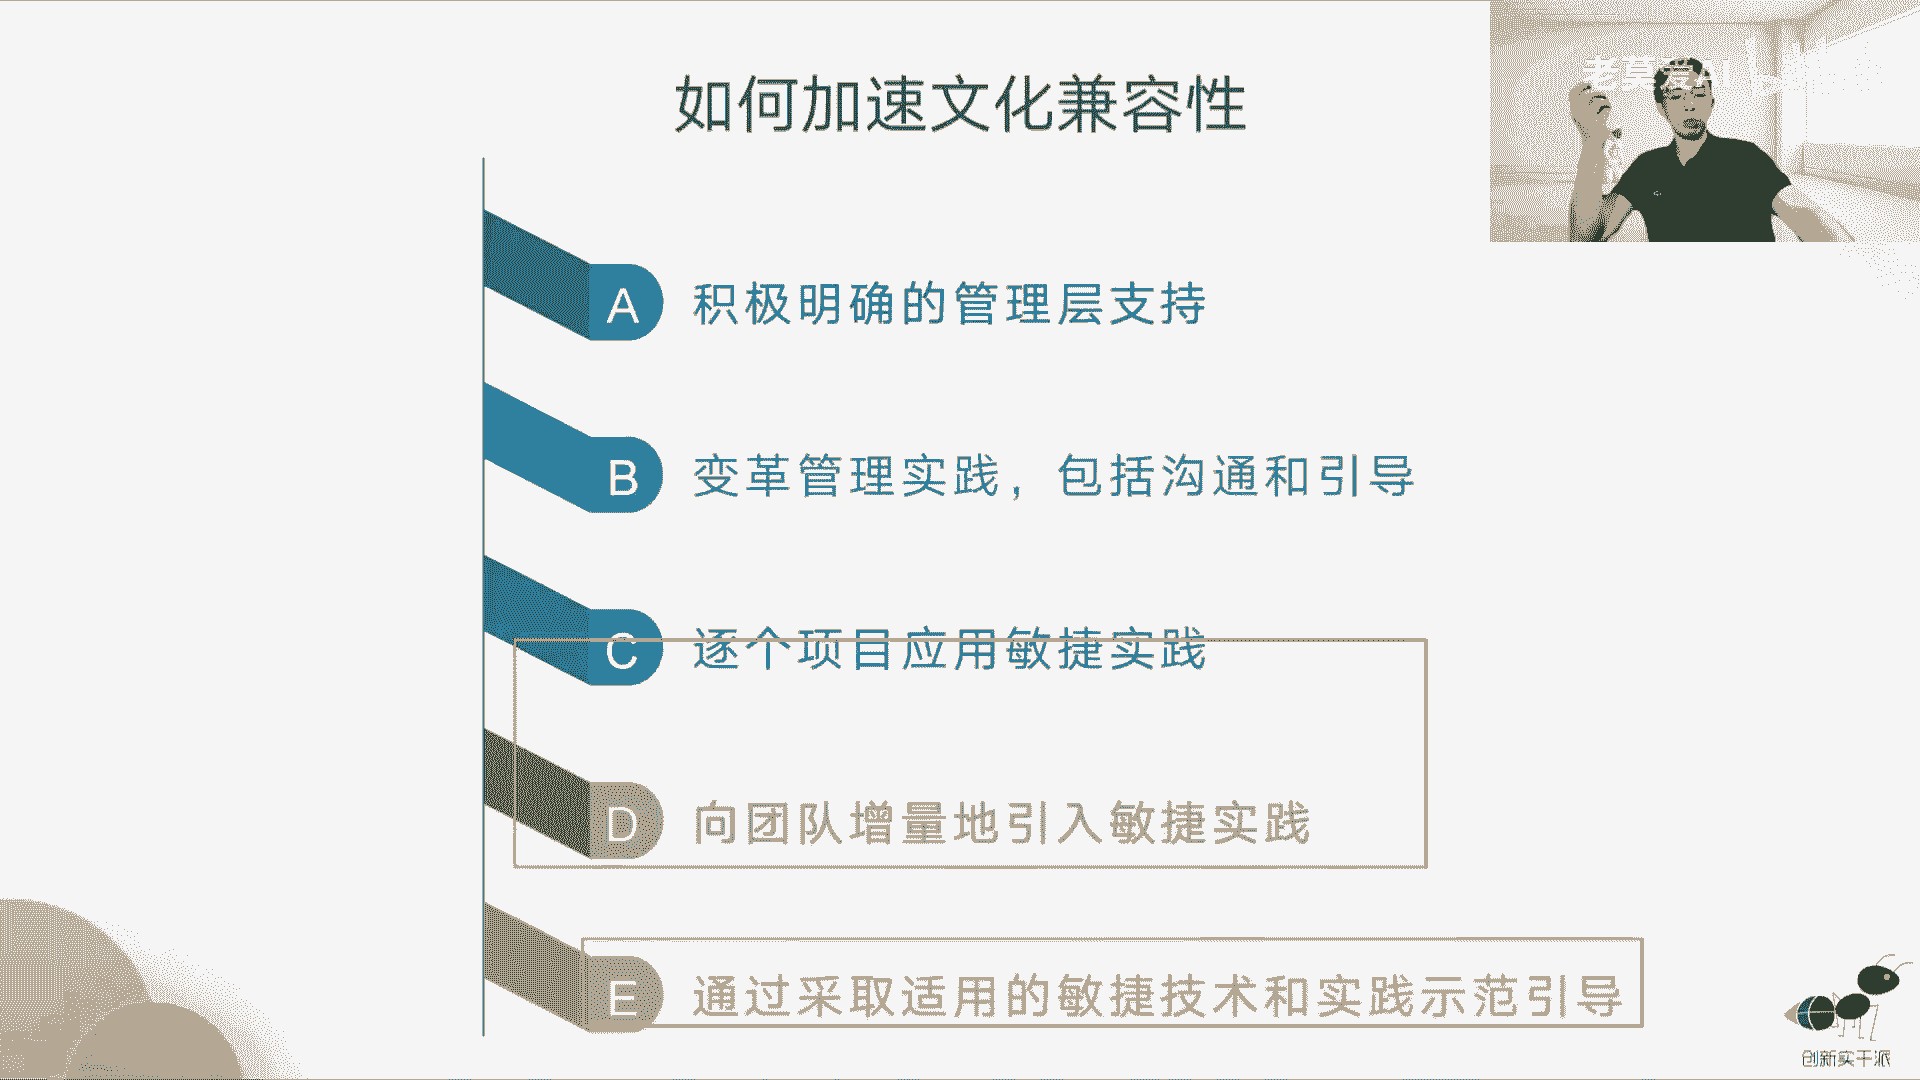 如何加速文化兼容性
A 积极明确的管理层支持
B 变革管理实践，包括沟通和引导
C 逐个项目应用敏捷实践
D 向团队增量地引入敏捷实践
E 通过采取适用的敏捷技术和实践示范引导
创新实干派